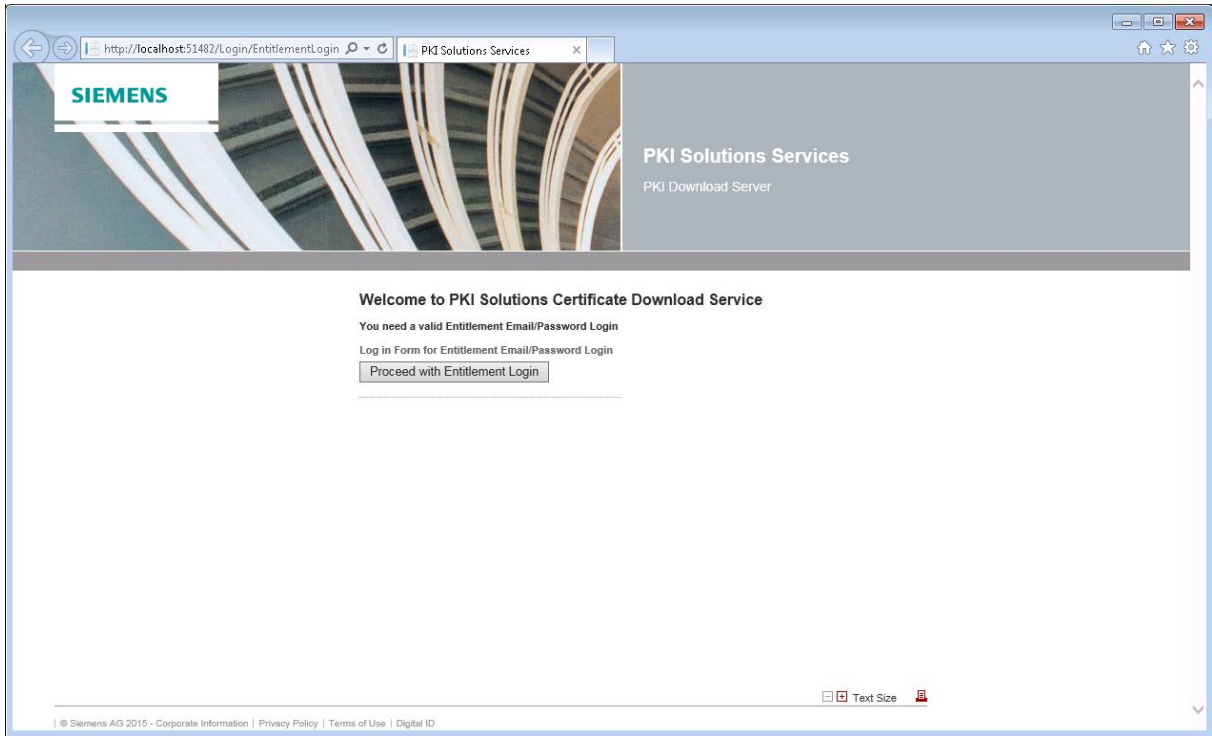 http://localhost:51482/Login/EntitlementLogin
PKI Solutions Services
SIEMENS
PKI Solutions Services
PKI Download Server
Welcome to PKI Solutions Certificate Download Service
You need a valid Entitlement Email/Password Login
Log in Form for Entitlement Email/Password Login
Proceed with Entitlement Login
Text Size
| © Siemens AG 2015 - Corporate Information | Privacy Policy | Terms of Use | Digital ID